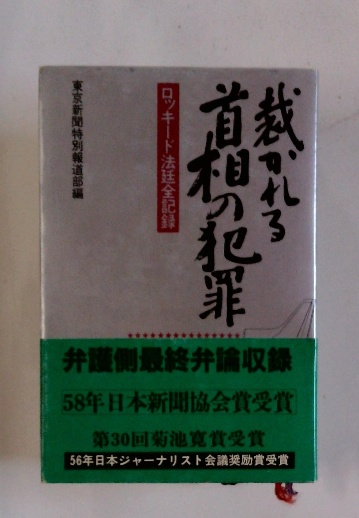 裁かれる
首相の犯罪
ロッキード法廷全記録
東京新聞特別報道部編
弁護側最終弁論収録
58年日本新聞協会賞受賞
第30回菊池寛賞受賞
56年日本ジャーナリスト会議奨励賞受賞